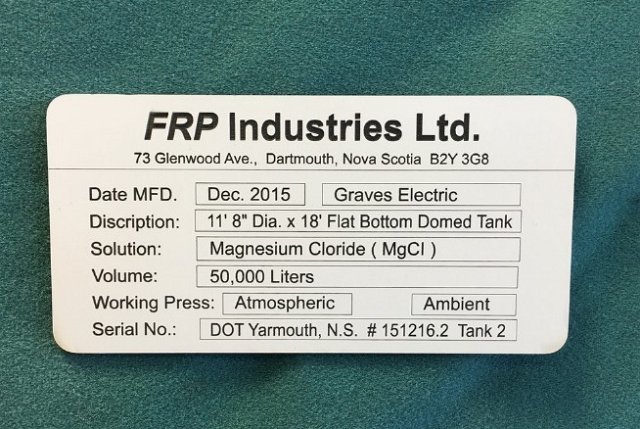 FRP Industries Ltd.
73 Glenwood Ave., Dartmouth, Nova Scotia B2Y 3G8
Date MFD. Dec. 2015 Graves Electric
Discription: 11' 8" Dia. x 18' Flat Bottom Domed Tank
Solution: Magnesium Cloride ( MgCl )
Volume: 50,000 Liters
Working Press: Atmospheric Ambient
Serial No.: DOT Yarmouth, N.S. # 151216.2 Tank 2